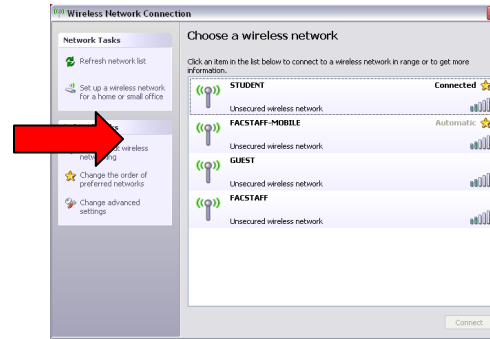 Wireless Network Connection
Network Tasks
Refresh network list
Set up a wireless network
for a home or small office
Change the order of
preferred networks
Change advanced
settings
Choose a wireless network
Click an item in the list below to connect to a wireless network in range or to get more
information.
STUDENT
Connected
Unsecured wireless network
FACSTAFF-MOBILE
Automatic
Unsecured wireless network
GUEST
Unsecured wireless network
FACSTAFF
Unsecured wireless network
Connect